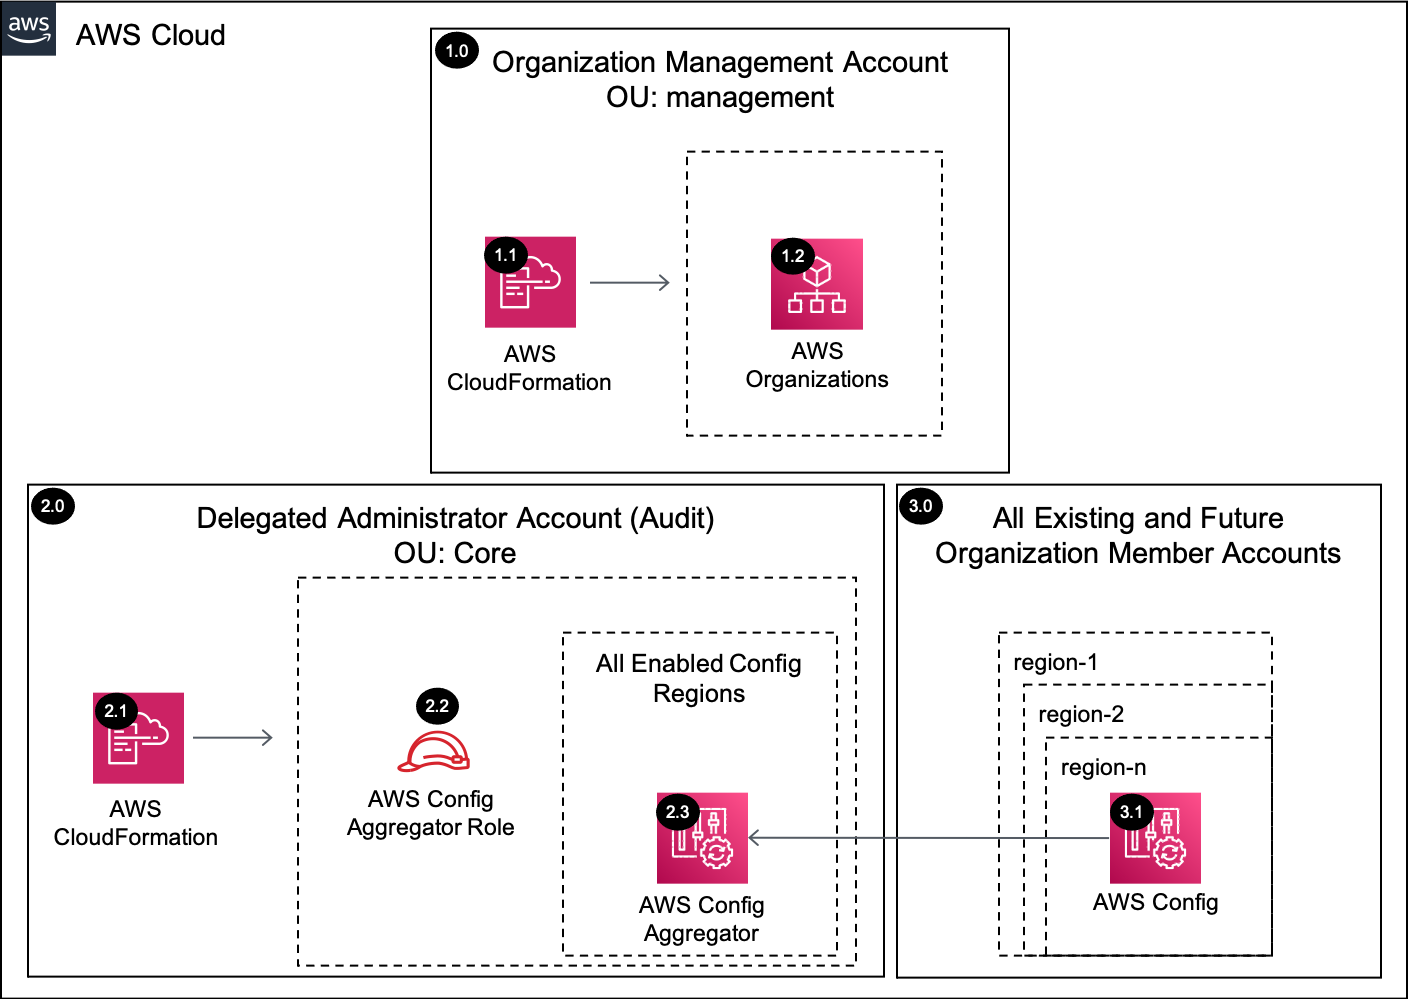 aws
AWS Cloud
1.0
Organization Management Account
OU: management
1.1
AWS
CloudFormation
1.2
AWS
Organizations
2.0
Delegated Administrator Account (Audit)
OU: Core
2.1
AWS
CloudFormation
2.2
AWS Config
Aggregator Role
All Enabled Config
Regions
2.3
AWS Config
Aggregator
3.0
All Existing and Future
Organization Member Accounts
region-1
region-2
region-n
3.1
AWS Config